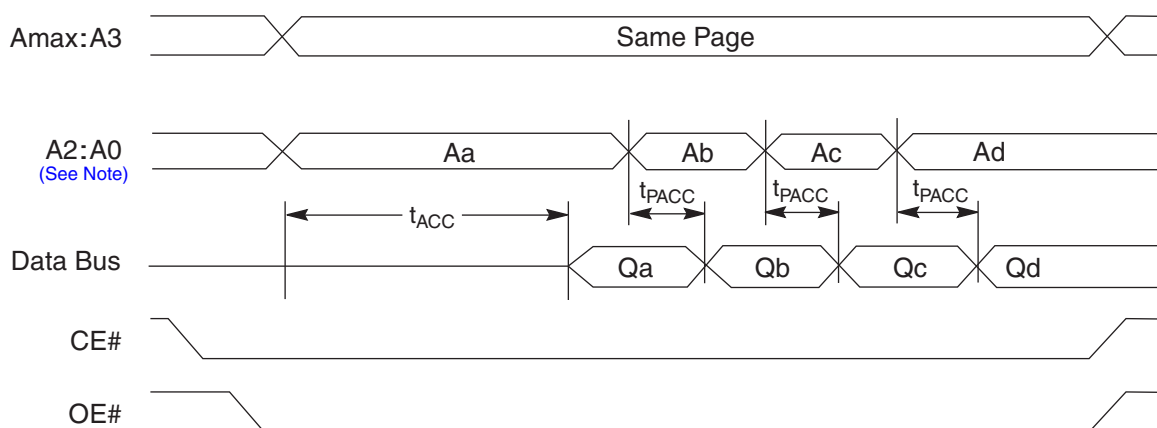 Amax:A3 Same Page
A2:A0 Aa Ab Ac Ad
(See Note)
tACC tPACC tPACC tPACC
Data Bus Qa Qb Qc Qd
CE#
OE#